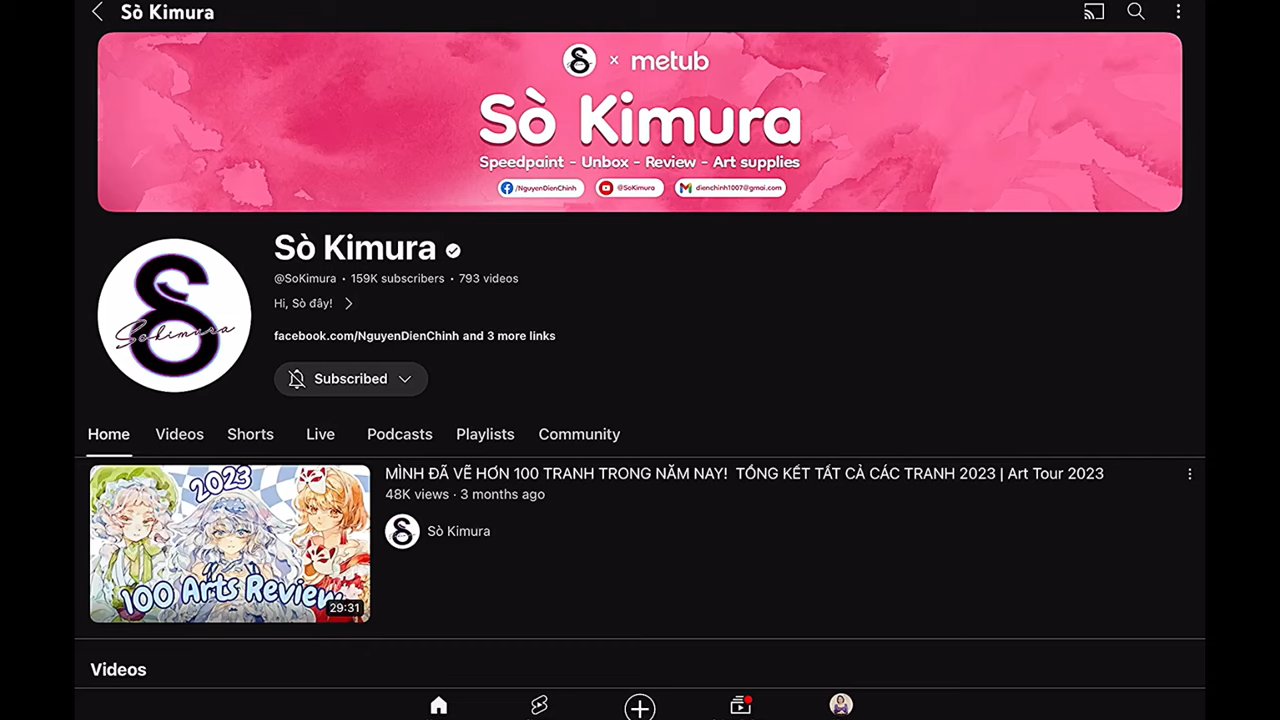 Sò Kimura
x metub
Sò Kimura
Speedpaint - Unbox - Review - Art supplies
/NguyenDienChinh @SoKimura dienchinh1007@gmai.com
Sò Kimura
@SoKimura • 159K subscribers • 793 videos
Hi, Sò đây!
facebook.com/NguyenDienChinh and 3 more links
Sokimura
Subscribed
Home Videos Shorts Live Podcasts Playlists Community
MÌNH ĐÃ VẼ HƠN 100 TRANH TRONG NĂM NAY! TỔNG KẾT TẤT CẢ CÁC TRANH 2023 | Art Tour 2023
48K views · 3 months ago
Sò Kimura
2023
100 Arts Review
29:31
Videos